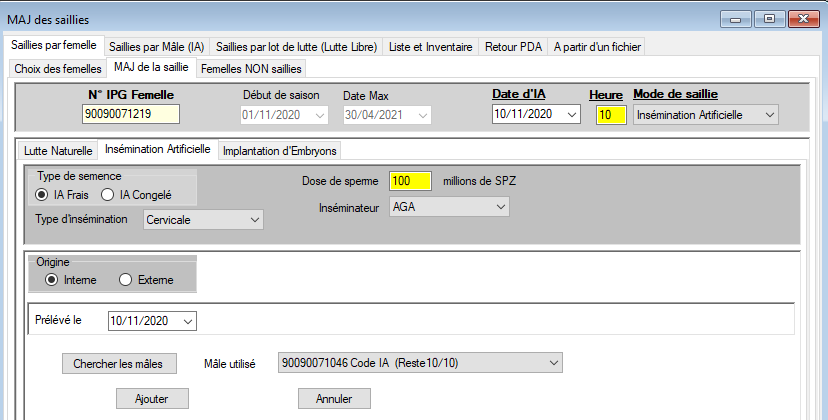 MAJ des saillies
Saillies par femelle Saillies par Mâle (IA) Saillies par lot de lutte (Lutte Libre) Liste et Inventaire Retour PDA A partir d'un fichier
Choix des femelles MAJ de la saillie Femelles NON saillies
N° IPG Femelle Début de saison Date Max Date d'IA Heure Mode de saillie
90090071219 01/11/2020 30/04/2021 10/11/2020 10 Insémination Artificielle
Lutte Naturelle Insémination Artificielle Implantation d'Embryons
Type de semence Dose de sperme 100 millions de SPZ
IA Frais IA Congelé
Inséminateur AGA
Type d'insémination Cervicale
Origine
Interne Externe
Prélévé le 10/11/2020
Chercher les mâles Mâle utilisé 90090071046 Code IA (Reste10/10)
Ajouter Annuler